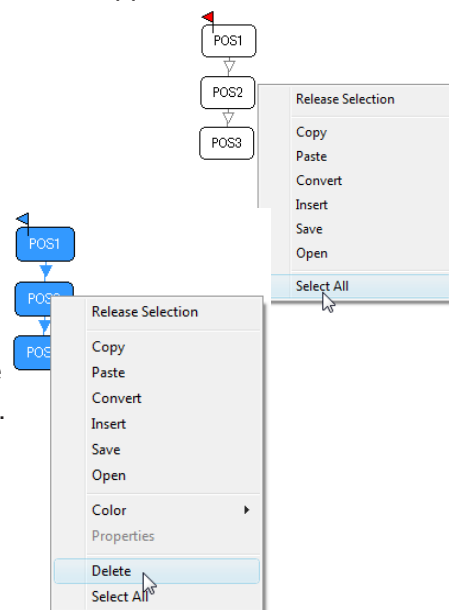 POS1
POS2
POS3
Release Selection
Copy
Paste
Convert
Insert
Save
Open
Select All
POS1
POS
Release Selection
Copy
Paste
Convert
Insert
Save
Open
Color
Properties
Delete
Select All